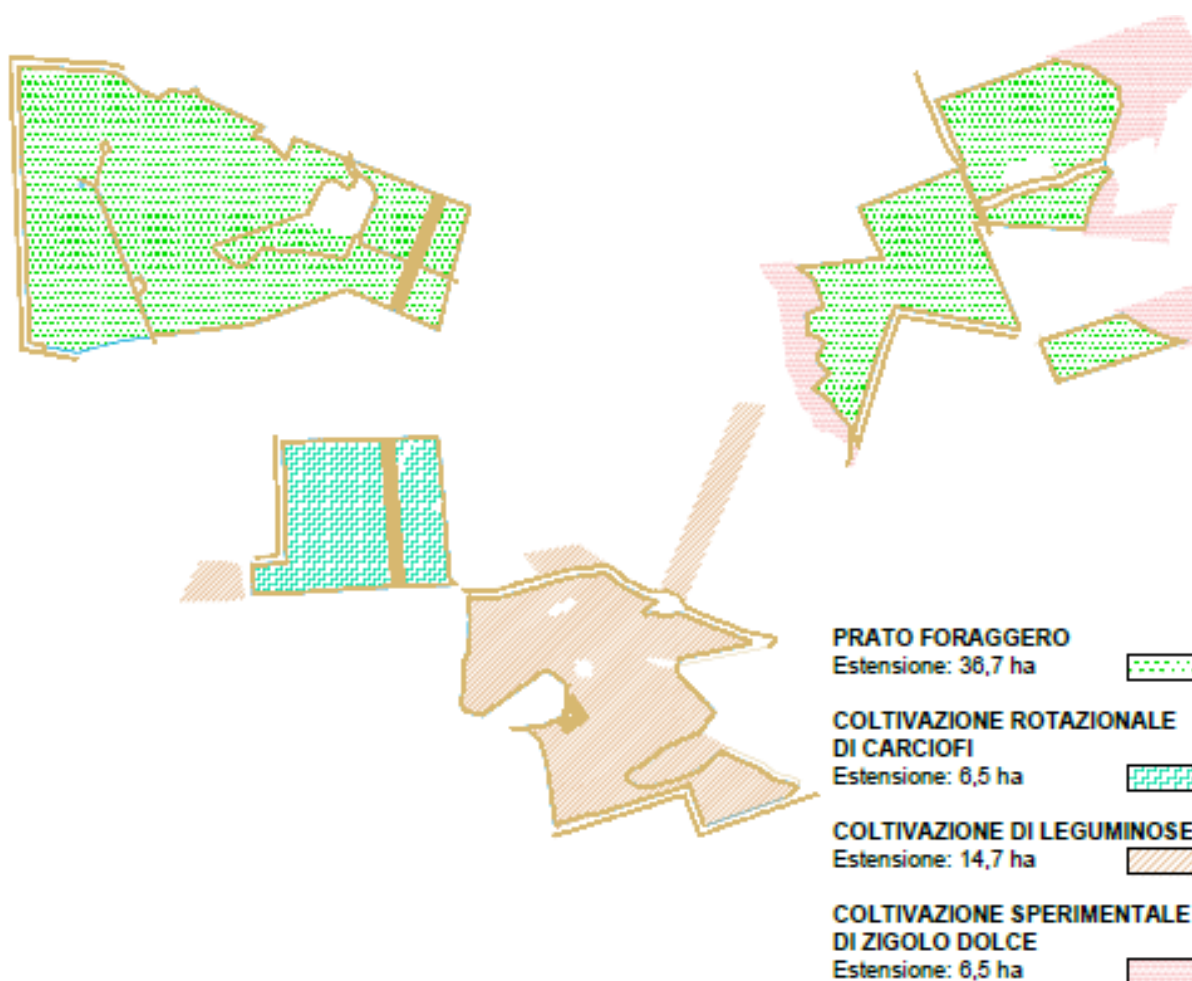 PRATO FORAGGERO
Estensione: 36,7 ha
COLTIVAZIONE ROTAZIONALE
DI CARCIOFI
Estensione: 6,5 ha
COLTIVAZIONE DI LEGUMINOSE
Estensione: 14,7 ha
COLTIVAZIONE SPERIMENTALE
DI ZIGOLO DOLCE
Estensione: 6,5 ha